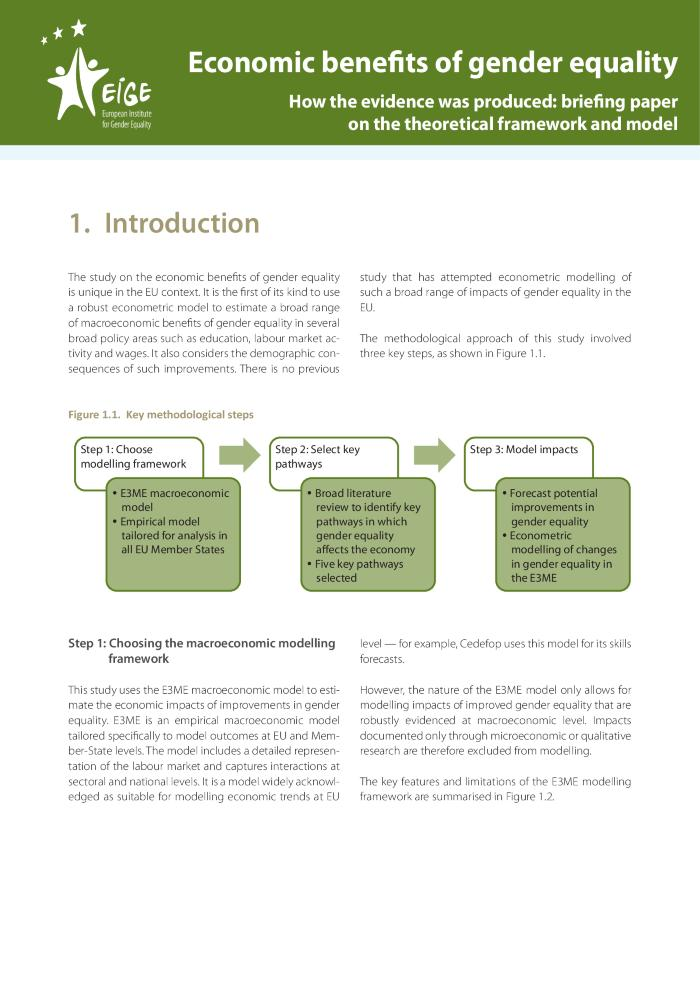 EIGE
European Institute
for Gender Equality
Economic benefits of gender equality
How the evidence was produced: briefing paper
on the theoretical framework and model
1. Introduction
The study on the economic benefits of gender equality
is unique in the EU context. It is the first of its kind to use
a robust econometric model to estimate a broad range
of macroeconomic benefits of gender equality in several
broad policy areas such as education, labour market ac-
tivity and wages. It also considers the demographic con-
sequences of such improvements. There is no previous
study that has attempted econometric modelling of
such a broad range of impacts of gender equality in the
EU.
The methodological approach of this study involved
three key steps, as shown in Figure 1.1.
Figure 1.1. Key methodological steps
Step 1: Choose
modelling framework
• E3ME macroeconomic
model
• Empirical model
tailored for analysis in
all EU Member States
Step 2: Select key
pathways
• Broad literature
review to identify key
pathways in which
gender equality
affects the economy
• Five key pathways
selected
Step 3: Model impacts
• Forecast potential
improvements in
gender equality
• Econometric
modelling of changes
in gender equality in
the E3ME
Step 1: Choosing the macroeconomic modelling
framework
This study uses the E3ME macroeconomic model to esti-
mate the economic impacts of improvements in gender
equality. E3ME is an empirical macroeconomic model
tailored specifically to model outcomes at EU and Mem-
ber-State levels. The model includes a detailed represen-
tation of the labour market and captures interactions at
sectoral and national levels. It is a model widely acknowl-
edged as suitable for modelling economic trends at EU
level — for example, Cedefop uses this model for its skills
forecasts.
However, the nature of the E3ME model only allows for
modelling impacts of improved gender equality that are
robustly evidenced at macroeconomic level. Impacts
documented only through microeconomic or qualitative
research are therefore excluded from modelling.
The key features and limitations of the E3ME modelling
framework are summarised in Figure 1.2.